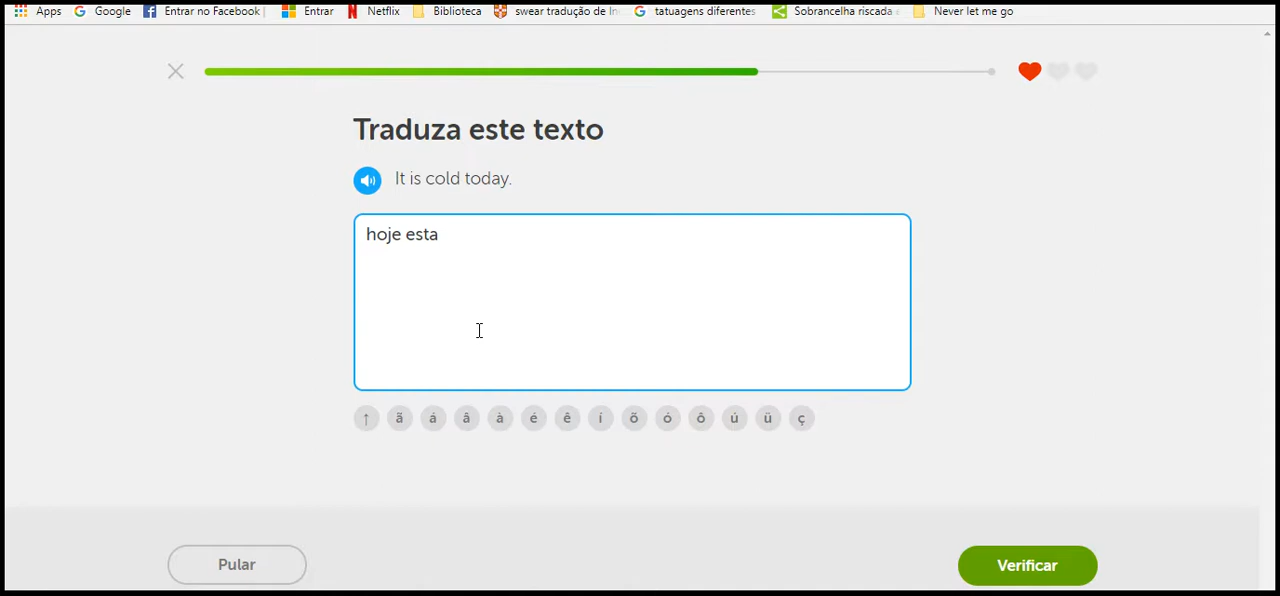 Apps Google Entrar no Facebook Entrar Netflix Biblioteca swear tradução de In tatuagens diferentes Sobrancelha riscada Never let me go
Traduza este texto
It is cold today.
hoje esta
↑ ã á â à é ê í õ ó ô ú ü ç
Pular Verificar